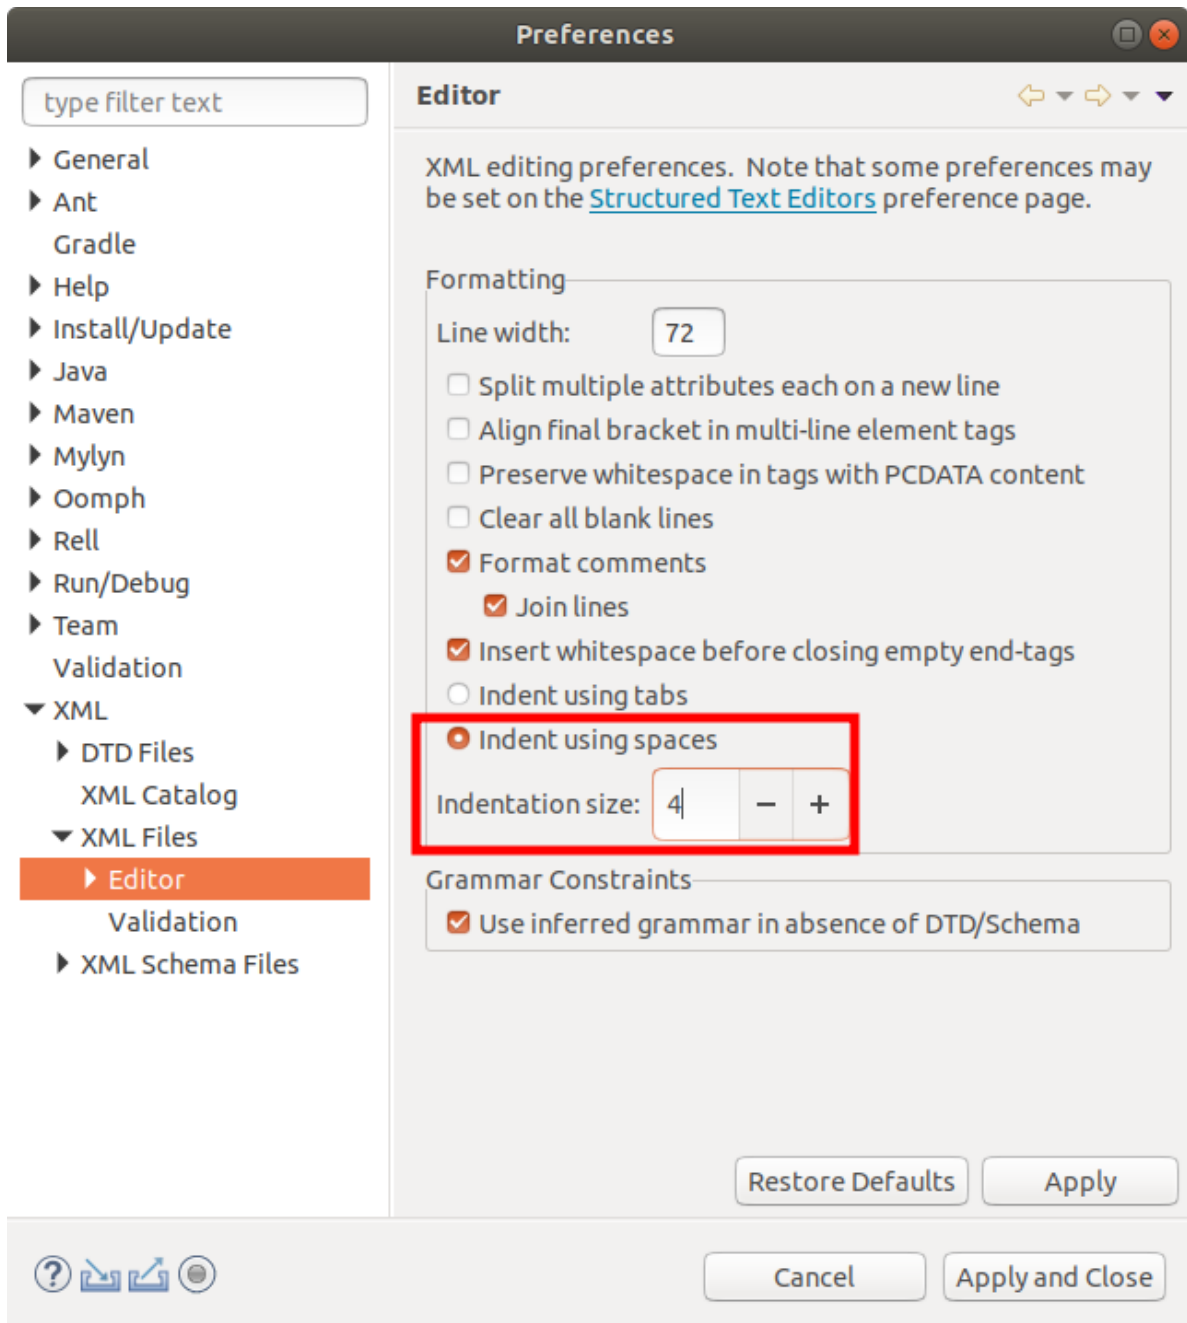 Preferences
type filter text
General
Ant
Gradle
Help
Install/Update
Java
Maven
Mylyn
Oomph
Rell
Run/Debug
Team
Validation
XML
DTD Files
XML Catalog
XML Files
Editor
Validation
XML Schema Files
Editor
XML editing preferences.  Note that some preferences may
be set on the Structured Text Editors preference page.
Formatting
Line width: 72
Split multiple attributes each on a new line
Align final bracket in multi-line element tags
Preserve whitespace in tags with PCDATA content
Clear all blank lines
Format comments
Join lines
Insert whitespace before closing empty end-tags
Indent using tabs
Indent using spaces
Indentation size: 4 − +
Grammar Constraints
Use inferred grammar in absence of DTD/Schema
Restore Defaults Apply
? Cancel Apply and Close